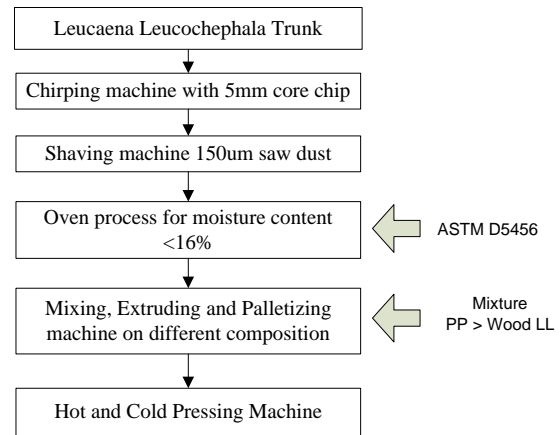 Leucaena Leucochephala Trunk
Chirping machine with 5mm core chip
Shaving machine 150um saw dust
Oven process for moisture content
<16%
ASTM D5456
Mixing, Extruding and Palletizing
machine on different composition
Mixture
PP > Wood LL
Hot and Cold Pressing Machine